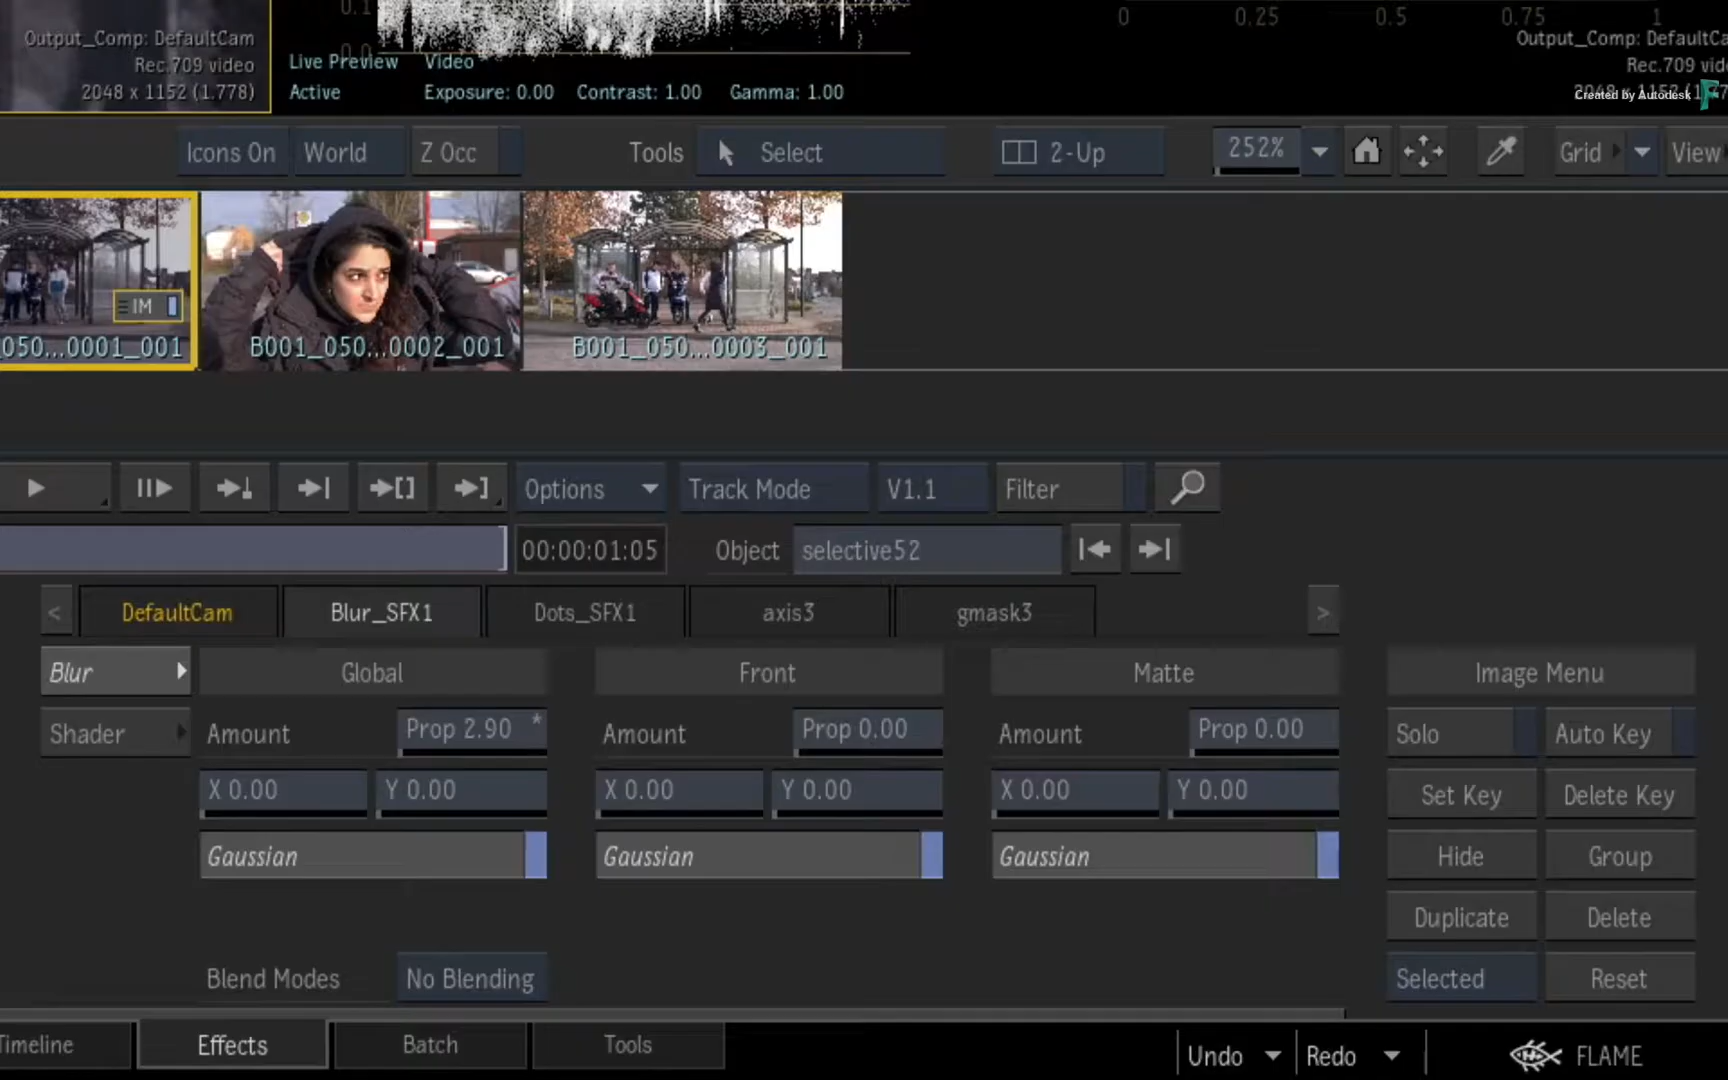 0.1
0 0.25 0.5 0.75 1
Output_Comp: DefaultCam
Rec.709 video
2048 x 1152 (1.778)
0.0
Live Preview Video
Active Exposure: 0.00 Contrast: 1.00 Gamma: 1.00
Output_Comp: DefaultCa
Rec.709 vide
Created by Autodesk
Icons On World Z Occ Tools Select 2-Up 252% Grid View
IM
050...0001_001 B001_050...0002_001 B001_050...0003_001
Options Track Mode V1.1 Filter
00:00:01:05 Object selective52
< DefaultCam Blur_SFX1 Dots_SFX1 axis3 gmask3 >
Blur Global Front Matte Image Menu
Shader Amount Prop 2.90 * Amount Prop 0.00 Amount Prop 0.00 Solo Auto Key
X 0.00 Y 0.00 X 0.00 Y 0.00 X 0.00 Y 0.00 Set Key Delete Key
Gaussian Gaussian Gaussian Hide Group
Duplicate Delete
Blend Modes No Blending Selected Reset
Timeline Effects Batch Tools Undo Redo FLAME